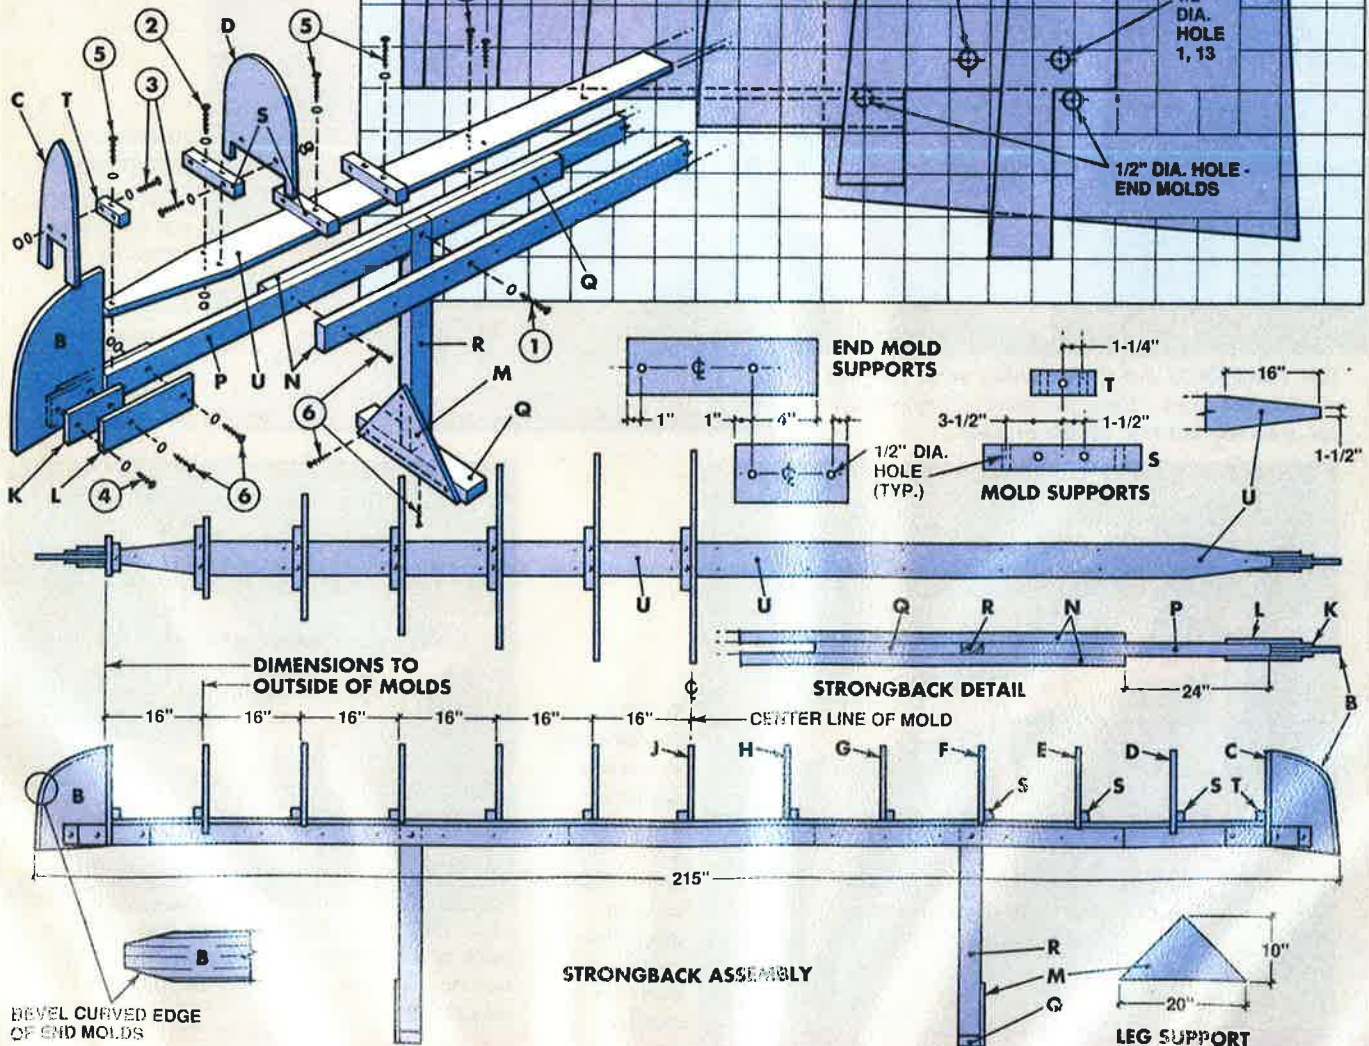 1/2"
DIA.
HOLE
1, 13
5
2
D
5
C
T
3
S
1/2" DIA. HOLE -
END MOLDS
Q
B
P
U
N
R
1
M
6
Q
K
L
4
6
END MOLD
SUPPORTS
1"
1"
4"
1/2" DIA.
HOLE
(TYP.)
1-1/4"
T
3-1/2"
1-1/2"
S
MOLD SUPPORTS
16"
U
1-1/2"
U
U
U
Q
R
N
P
L
K
DIMENSIONS TO
OUTSIDE OF MOLDS
STRONGBACK DETAIL
24"
B
16"
16"
16"
16"
16"
16"
CENTER LINE OF MOLD
J
H
G
F
E
D
C
B
S
S
S
T
215"
B
STRONGBACK ASSEMBLY
BEVEL CURVED EDGE
OF END MOLDS
R
M
Q
10"
20"
LEG SUPPORT